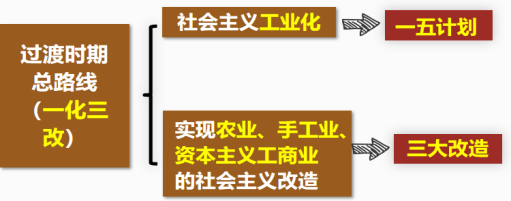 过渡时期
总路线
（一化三
改）
社会主义工业化
一五计划
实现农业、手工业、
资本主义工商业
的社会主义改造
三大改造